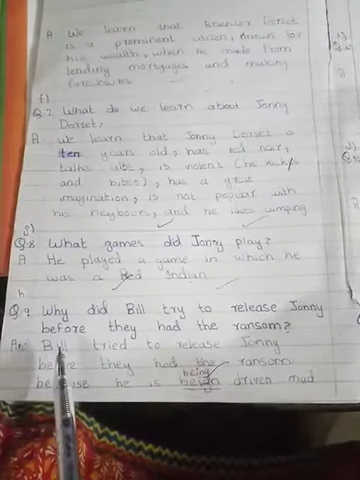 A We learn that Ebenezer Dorset
is a prominent citizen, known for
his wealth, which he made from
lending mortgages and making
forclosures
f)
Q.7 What do we learn about Jonny
Dorset?
A We learn that Jonny Dorset is
ten years old, has red hair,
talks alot, is violent (he kicks
and bites), has a great
imagination, is not popular with
his neighbours, and he likes camping
g)
Q.8 What games did Jonny play?
A He played a game in which he
was a Red Indian
h
Q.9 Why did Bill try to release Jonny
before they had the ransom?
An: Bill tried to release Jonny
before they had the ransom
being
because he is driven mad